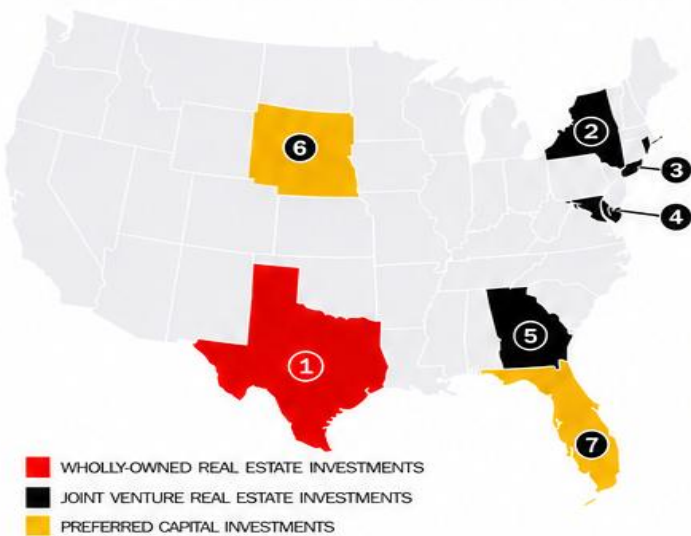 2
6
3
4
5
1
7
WHOLLY-OWNED REAL ESTATE INVESTMENTS
JOINT VENTURE REAL ESTATE INVESTMENTS
PREFERRED CAPITAL INVESTMENTS